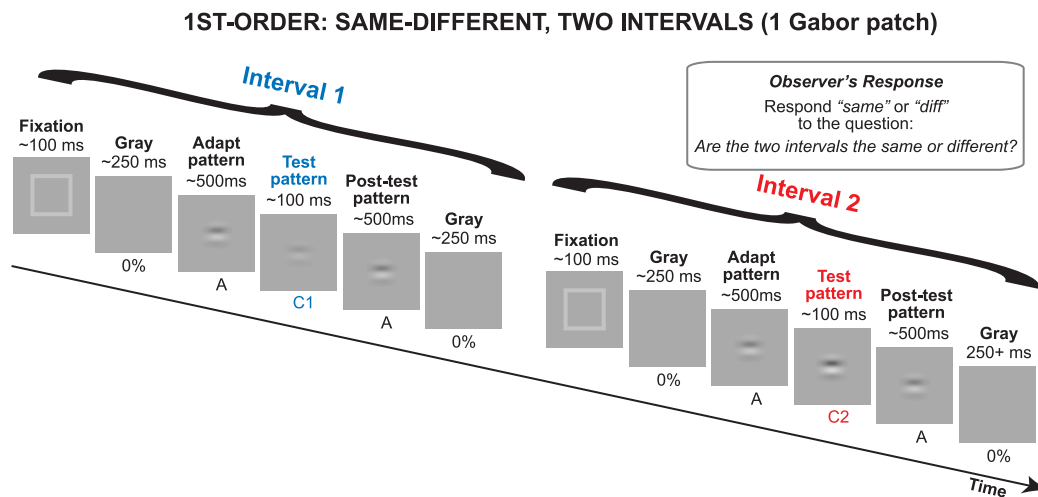 1ST-ORDER: SAME-DIFFERENT, TWO INTERVALS (1 Gabor patch)
Interval 1
Fixation
~100 ms
Gray
~250 ms
0%
Adapt
pattern
~500ms
A
Test
pattern
~100 ms
C1
Post-test
pattern
~500ms
A
Gray
~250 ms
0%
Observer's Response
Respond "same" or "diff"
to the question:
Are the two intervals the same or different?
Interval 2
Fixation
~100 ms
Gray
~250 ms
0%
Adapt
pattern
~500ms
A
Test
pattern
~100 ms
C2
Post-test
pattern
~500ms
A
Gray
250+ ms
0%
Time